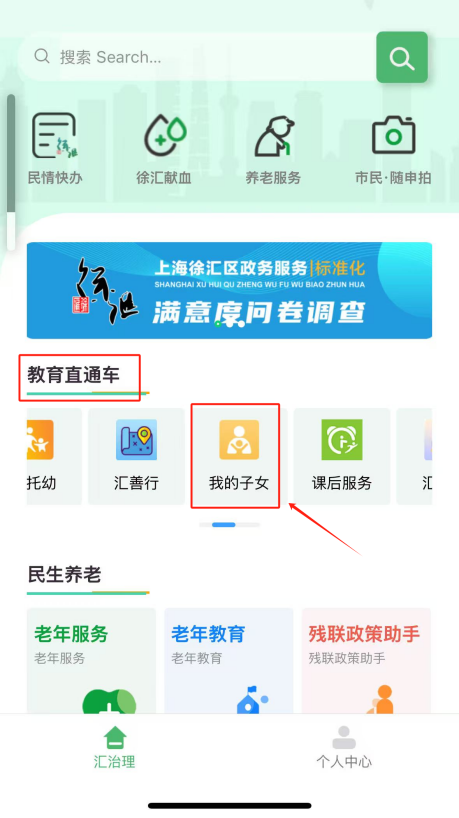 搜索 Search...
民情快办
徐汇献血
养老服务
市民·随申拍
徐汇
上海徐汇区政务服务|标准化
SHANGHAI XU HUI QU ZHENG WU FU WU BIAO ZHUN HUA
满意度问卷调查
教育直通车
托幼
汇善行
我的子女
课后服务
汇
民生养老
老年服务
老年服务
老年教育
老年教育
残联政策助手
残联政策助手
汇治理
个人中心